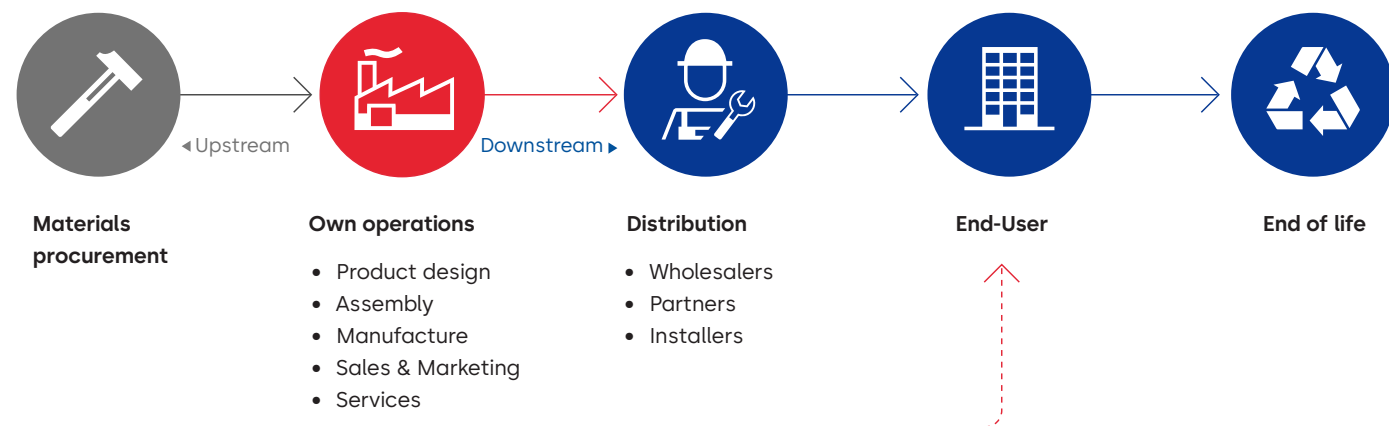 ◂ Upstream
Downstream ▸
Materials
procurement
Own operations
• Product design
• Assembly
• Manufacture
• Sales & Marketing
• Services
Distribution
• Wholesalers
• Partners
• Installers
End-User
End of life